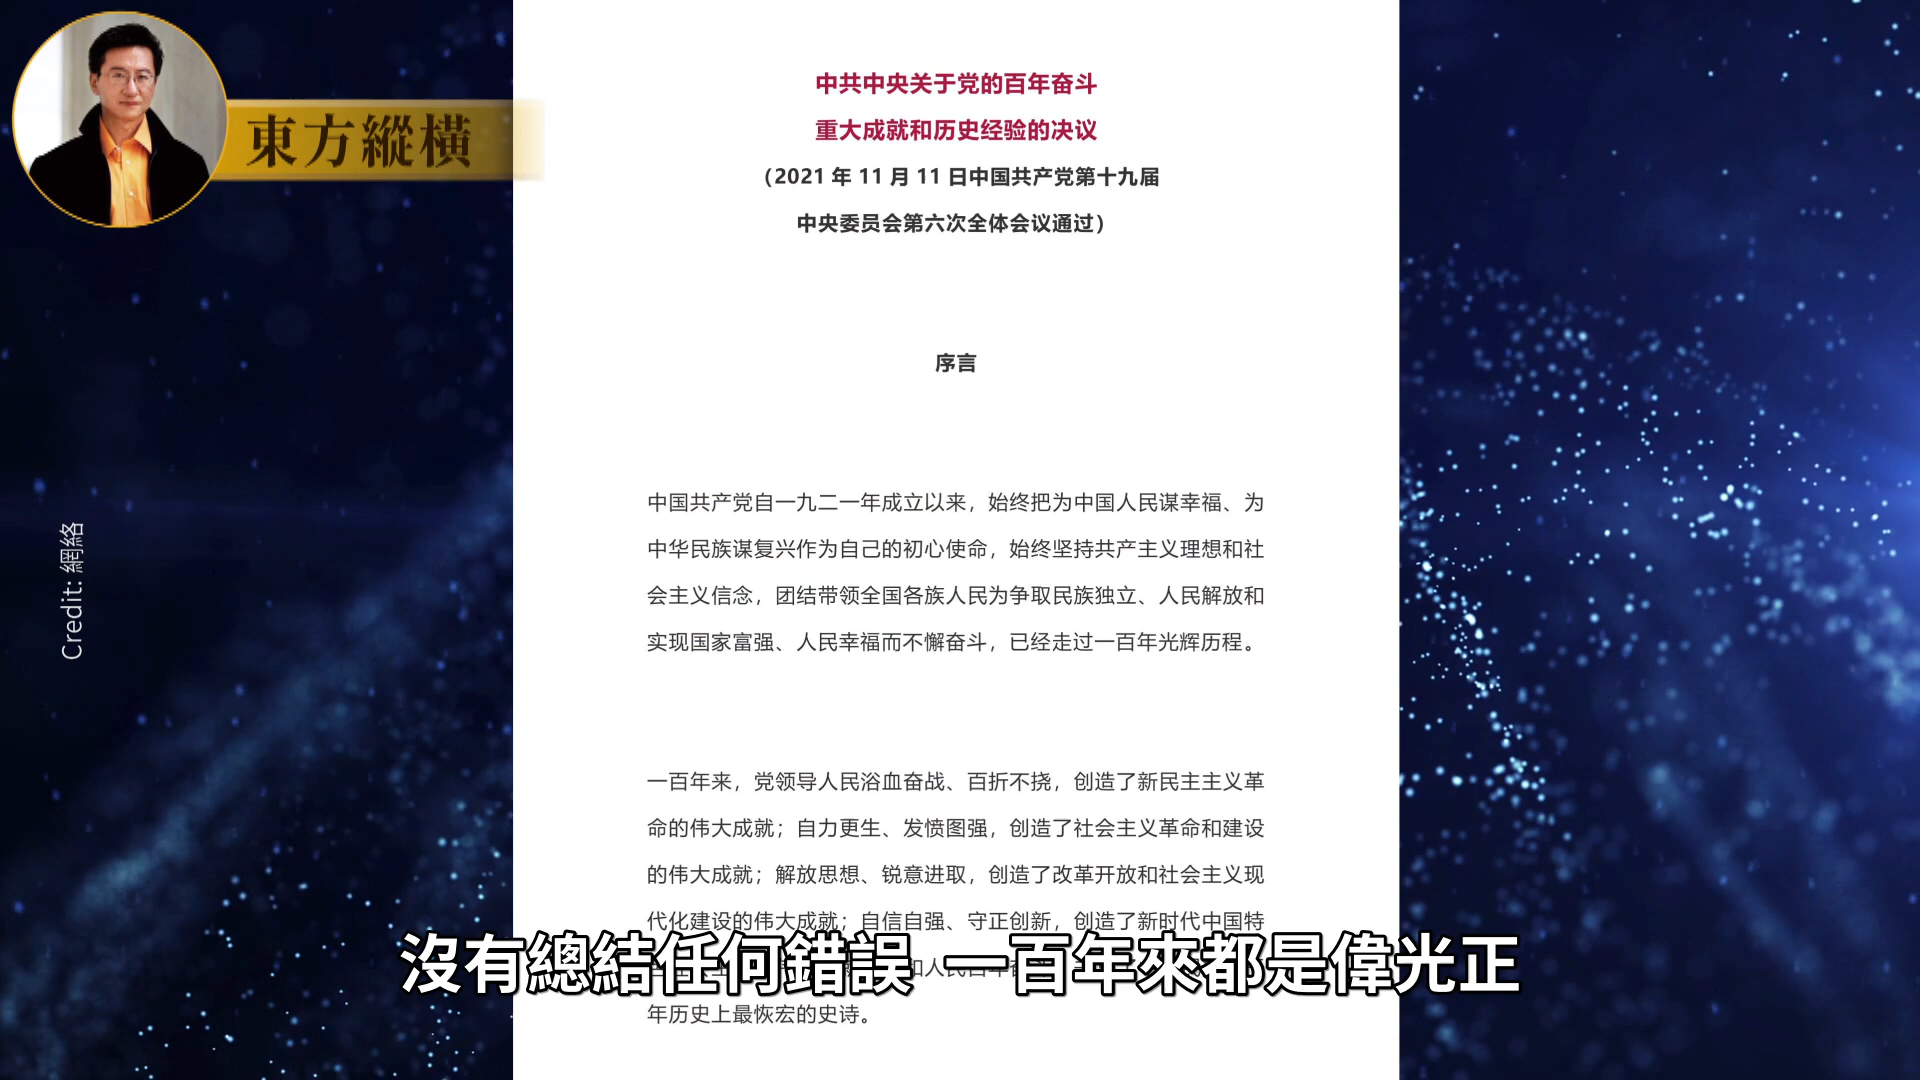 東方縱橫
中共中央关于党的百年奋斗
重大成就和历史经验的决议
（2021 年 11 月 11 日中国共产党第十九届
中央委员会第六次全体会议通过）
序言
中国共产党自一九二一年成立以来，始终把为中国人民谋幸福、为
中华民族谋复兴作为自己的初心使命，始终坚持共产主义理想和社
会主义信念，团结带领全国各族人民为争取民族独立、人民解放和
实现国家富强、人民幸福而不懈奋斗，已经走过一百年光辉历程。
一百年来，党领导人民浴血奋战、百折不挠，创造了新民主主义革
命的伟大成就；自力更生、发愤图强，创造了社会主义革命和建设
的伟大成就；解放思想、锐意进取，创造了改革开放和社会主义现
代化建设的伟大成就；自信自强、守正创新，创造了新时代中国特
和人民百年奋
年历史上最恢宏的史诗。
沒有總結任何錯誤 一百年來都是偉光正
Credit: 網絡